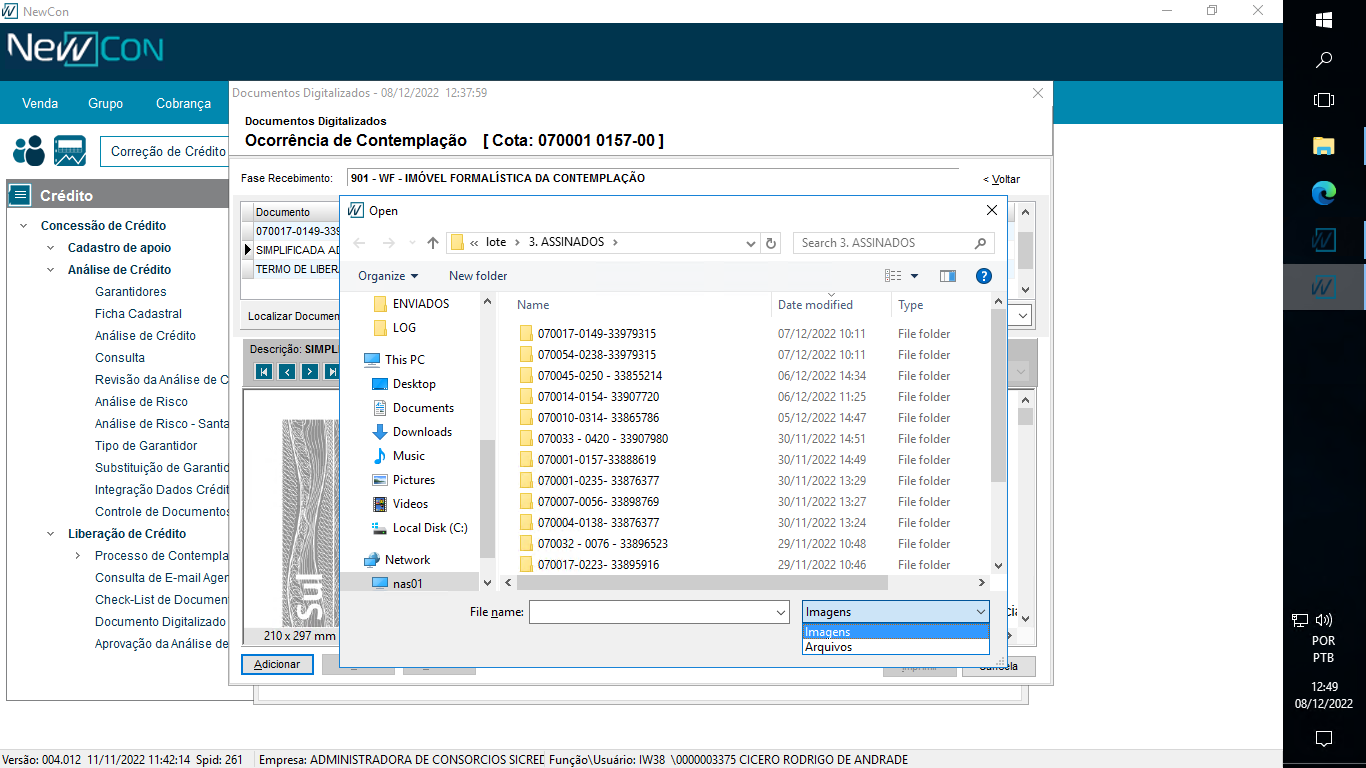 NewCon
NewCon
Venda Grupo Cobrança
Correção de Crédito
Crédito
Concessão de Crédito
Cadastro de apoio
Análise de Crédito
Garantidores
Ficha Cadastral
Análise de Crédito
Consulta
Revisão da Análise de C
Análise de Risco
Análise de Risco - Santa
Tipo de Garantidor
Substituição de Garantid
Integração Dados Crédit
Controle de Documentos
Liberação de Crédito
Processo de Contempla
Consulta de E-mail Ager
Check-List de Documen
Documento Digitalizado
Aprovação da Análise de
Documentos Digitalizados - 08/12/2022 12:37:59
Documentos Digitalizados
Ocorrência de Contemplação [ Cota: 070001 0157-00 ]
Fase Recebimento: 901 - WF - IMÓVEL FORMALÍSTICA DA CONTEMPLAÇÃO < Voltar
Documento
070017-0149-339
SIMPLIFICADA AD
TERMO DE LIBER
Localizar Documen
Descrição: SIMPL
sul
210 x 297 mm
Adicionar
Imprimir
Cancela
Open
« lote > 3. ASSINADOS > Search 3. ASSINADOS
Organize New folder
ENVIADOS
LOG
This PC
Desktop
Documents
Downloads
Music
Pictures
Videos
Local Disk (C:)
Network
nas01
Name Date modified Type
070017-0149-33979315 07/12/2022 10:11 File folder
070054-0238-33979315 07/12/2022 10:11 File folder
070045-0250 - 33855214 06/12/2022 14:34 File folder
070014-0154- 33907720 06/12/2022 11:25 File folder
070010-0314- 33865786 05/12/2022 14:47 File folder
070033 - 0420 - 33907980 30/11/2022 14:51 File folder
070001-0157-33888619 30/11/2022 14:49 File folder
070001-0235- 33876377 30/11/2022 13:29 File folder
070007-0056- 33898769 30/11/2022 13:27 File folder
070004-0138- 33876377 30/11/2022 13:24 File folder
070032 - 0076 - 33896523 29/11/2022 10:48 File folder
070017-0223- 33895916 29/11/2022 10:46 File folder
File name: Imagens
Imagens
Arquivos
cia
POR
PTB
12:49
08/12/2022
Versão: 004.012 11/11/2022 11:42:14 Spid: 261 Empresa: ADMINISTRADORA DE CONSORCIOS SICRED Função\Usuário: IW38 \0000003375 CICERO RODRIGO DE ANDRADE